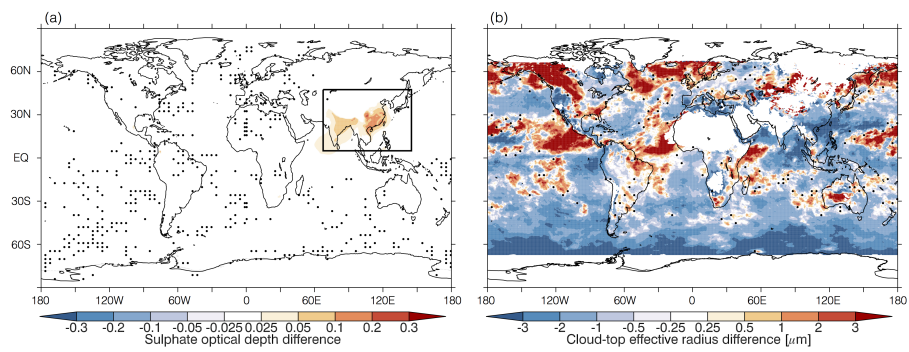 (a)
(b)
60N
30N
EQ
30S
60S
180 120W 60W 0 60E 120E 180
180 120W 60W 0 60E 120E 180
-0.3 -0.2 -0.1 -0.05 -0.025 0.025 0.05 0.1 0.2 0.3
-3 -2 -1 -0.5 -0.25 0.25 0.5 1 2 3
Sulphate optical depth difference
Cloud-top effective radius difference [μm]